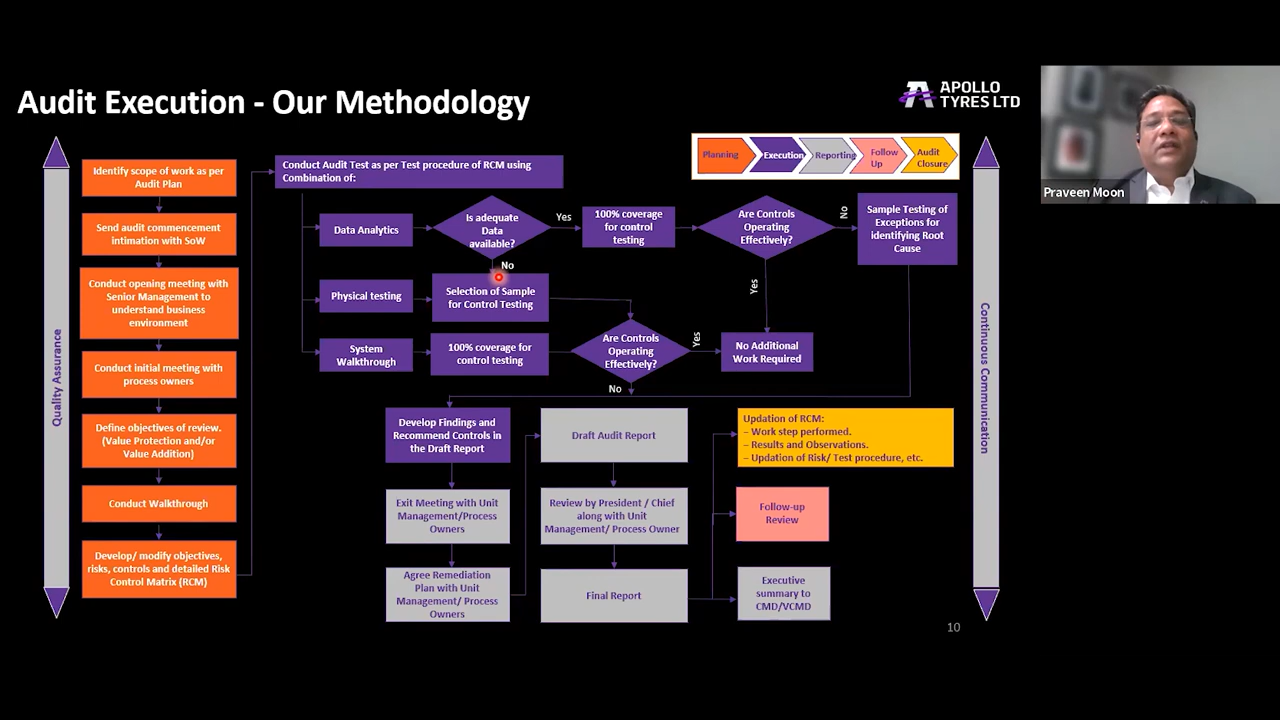 Audit Execution - Our Methodology
APOLLO
TYRES LTD
Praveen Moon
Planning
Execution
Reporting
Follow
Up
Audit
Closure
Quality Assurance
Identify scope of work as per
Audit Plan
Send audit commencement
intimation with SoW
Conduct opening meeting with
Senior Management to
understand business
environment
Conduct initial meeting with
process owners
Define objectives of review.
(Value Protection and/or
Value Addition)
Conduct Walkthrough
Develop/ modify objectives,
risks, controls and detailed Risk
Control Matrix (RCM)
Conduct Audit Test as per Test procedure of RCM using
Combination of:
Data Analytics
Is adequate
Data
available?
Yes
100% coverage
for control
testing
Are Controls
Operating
Effectively?
No
Sample Testing of
Exceptions for
identifying Root
Cause
No
Yes
Physical testing
Selection of Sample
for Control Testing
System
Walkthrough
100% coverage for
control testing
Are Controls
Operating
Effectively?
Yes
No Additional
Work Required
No
Develop Findings and
Recommend Controls in
the Draft Report
Exit Meeting with Unit
Management/Process
Owners
Agree Remediation
Plan with Unit
Management/ Process
Owners
Draft Audit Report
Review by President / Chief
along with Unit
Management/ Process Owner
Final Report
Updation of RCM:
– Work step performed.
– Results and Observations.
– Updation of Risk/ Test procedure, etc.
Follow-up
Review
Executive
summary to
CMD/VCMD
Continuous Communication
10